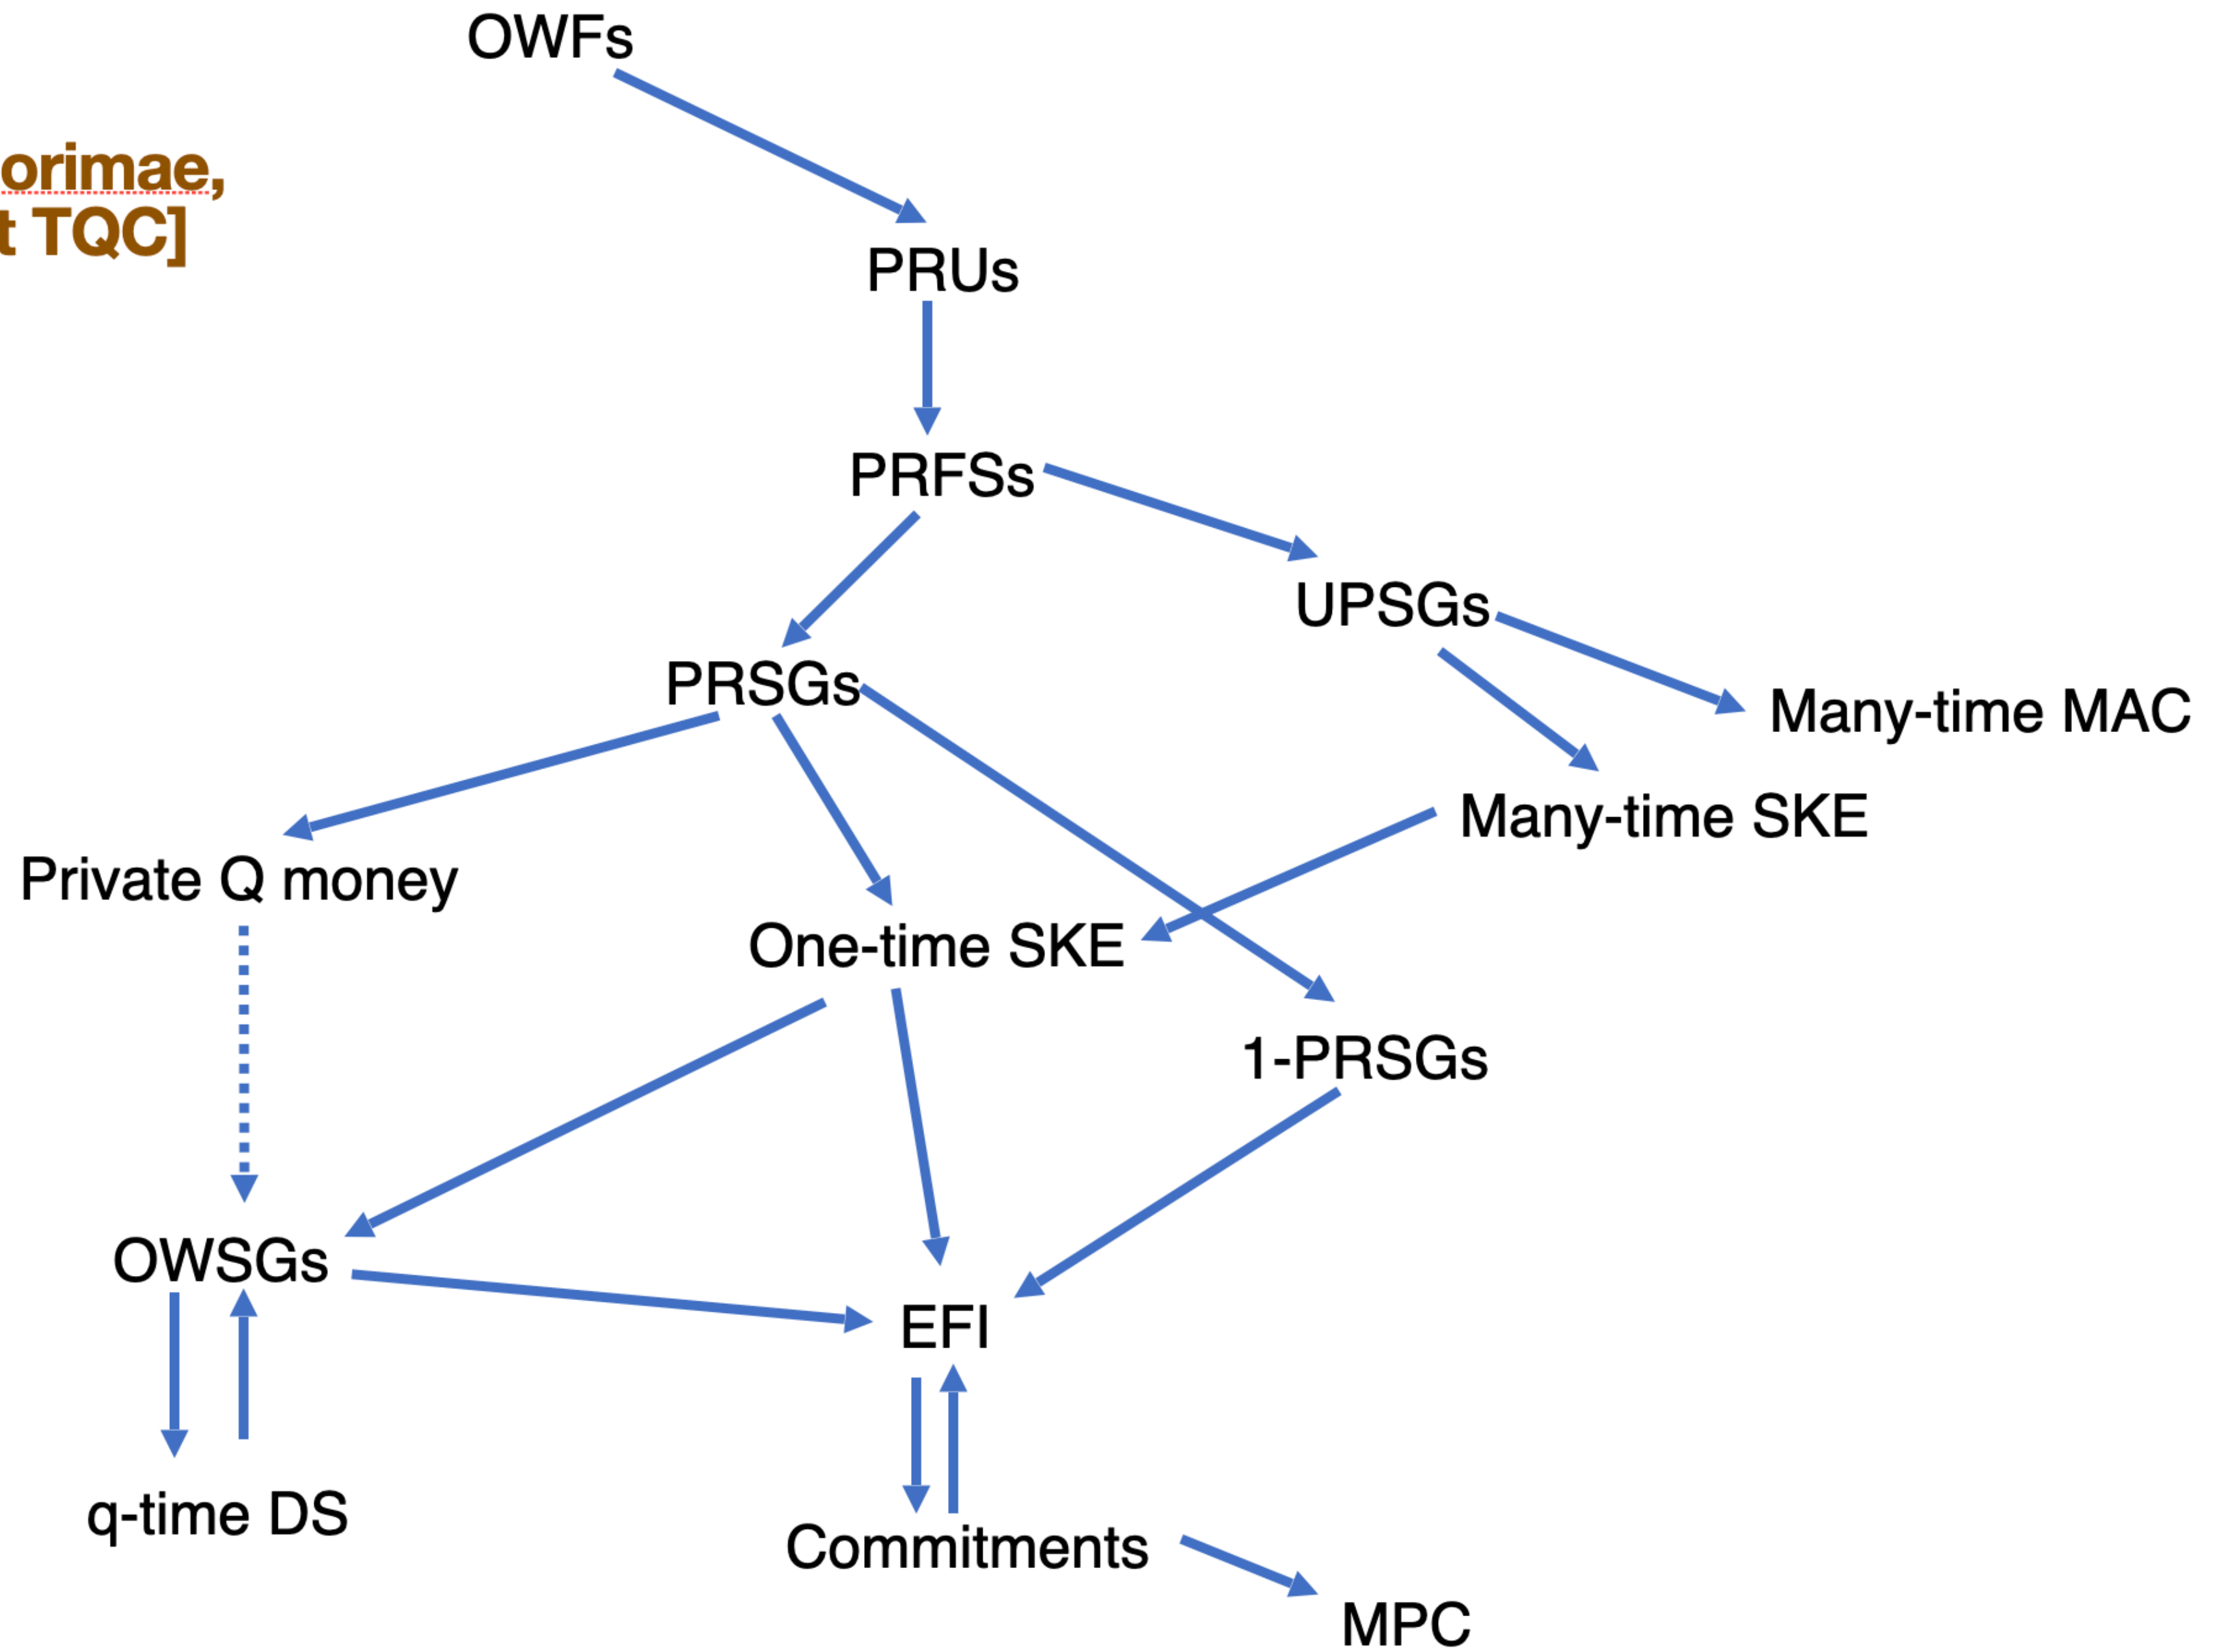 OWFs
orimae,
t TQC]
PRUs
PRFSs
UPSGs
PRSGs
Many-time MAC
Many-time SKE
Private Q money
One-time SKE
1-PRSGs
OWSGs
EFI
q-time DS
Commitments
MPC